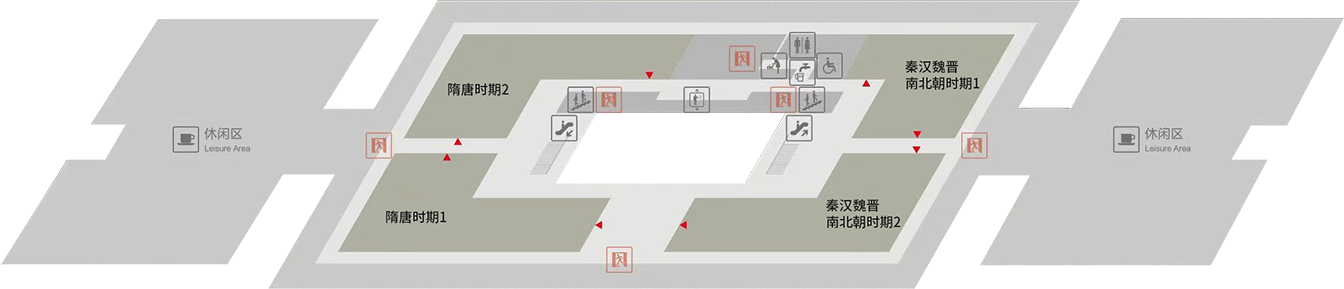 隋唐时期2
秦汉魏晋
南北朝时期1
休闲区
Leisure Area
休闲区
Leisure Area
隋唐时期1
秦汉魏晋
南北朝时期2